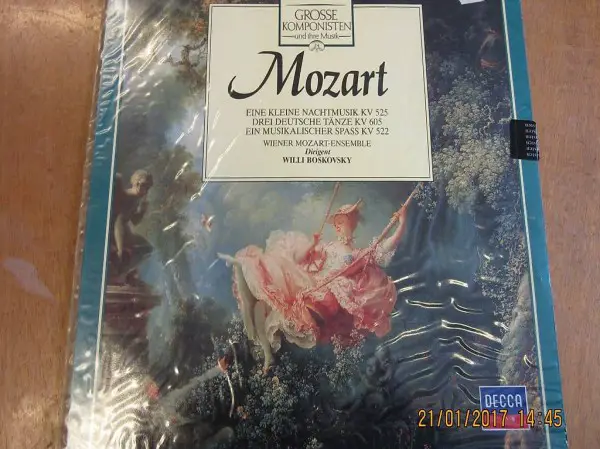 GROSSE
KOMPONISTEN
und ihre Musik
Mozart
EINE KLEINE NACHTMUSIK KV 525
DREI DEUTSCHE TÄNZE KV 605
EIN MUSIKALISCHER SPASS KV 522
WIENER MOZART-ENSEMBLE
Dirigent
WILLI BOSKOVSKY
DECCA
21/01/2017 14:45